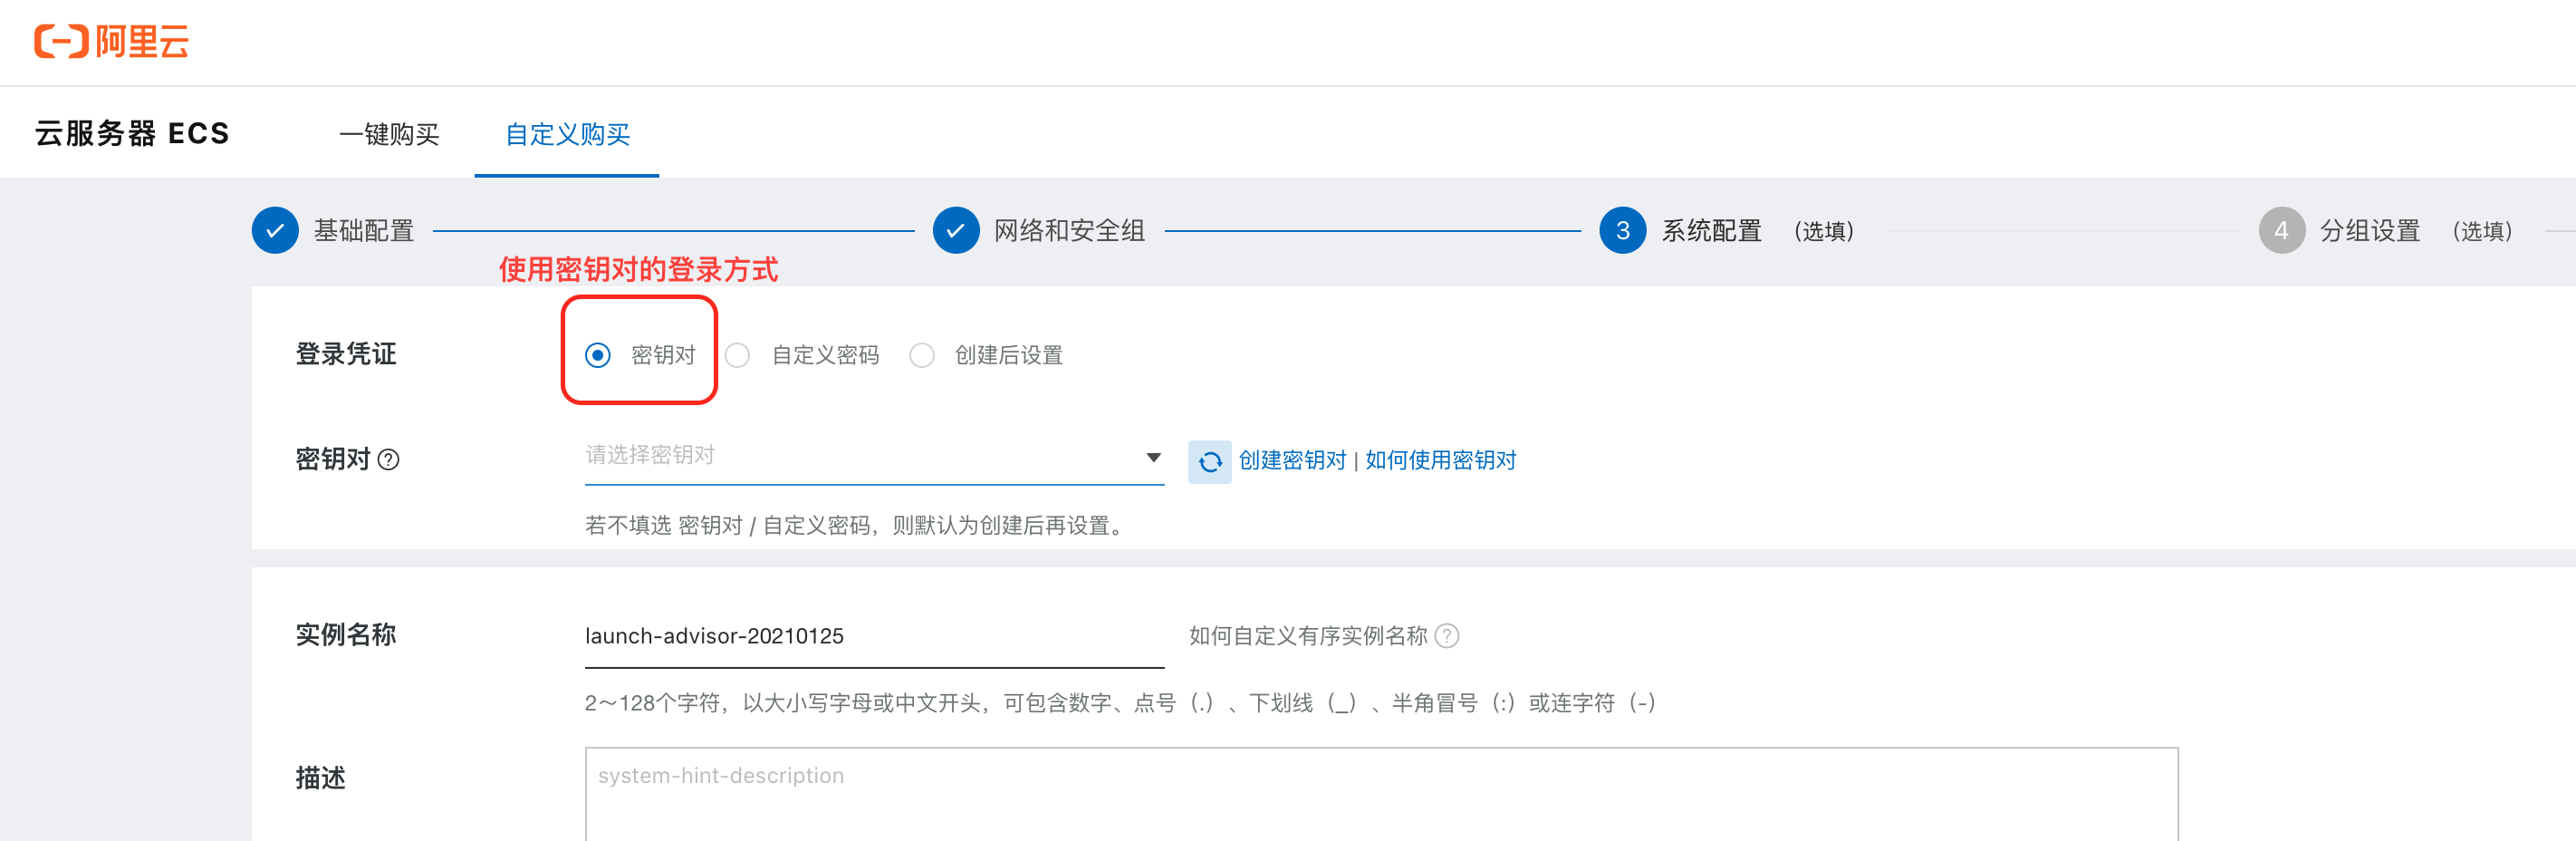 阿里云
云服务器 ECS 一键购买 自定义购买
基础配置 网络和安全组 3 系统配置 (选填) 4 分组设置 (选填)
使用密钥对的登录方式
登录凭证 密钥对 自定义密码 创建后设置
密钥对 ? 请选择密钥对 创建密钥对 | 如何使用密钥对
若不填选 密钥对 / 自定义密码，则默认为创建后再设置。
实例名称 launch-advisor-20210125 如何自定义有序实例名称 ?
2～128个字符，以大小写字母或中文开头，可包含数字、点号（.）、下划线（_）、半角冒号（:）或连字符（-）
描述 system-hint-description